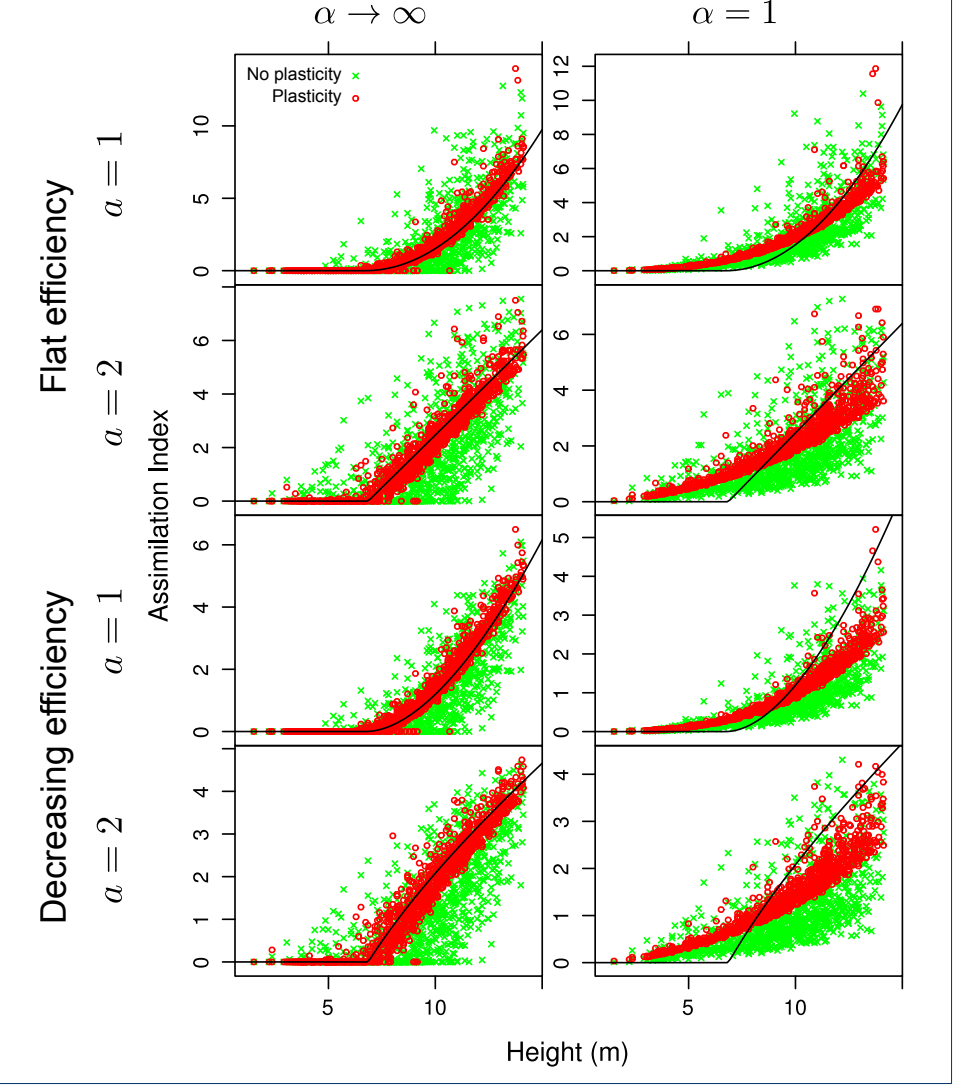 α → ∞
α = 1
No plasticity
Plasticity
Flat efficiency
Decreasing efficiency
a = 1
a = 2
a = 1
a = 2
Assimilation Index
0 5 10
0 2 4 6 8 10 12
0 2 4 6
0 2 4 6
0 2 4 6
0 1 2 3 4 5
0 1 2 3 4
0 1 2 3 4
5 10
5 10
Height (m)